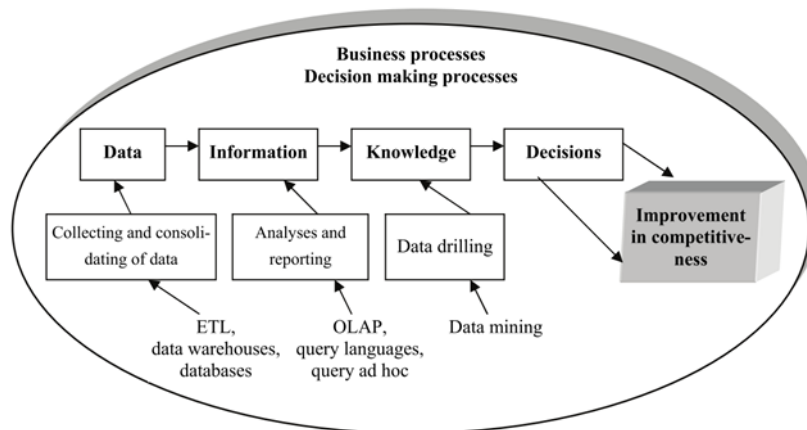 Business processes
Decision making processes
Data
Information
Knowledge
Decisions
Improvement
in competitive-
ness
Collecting and consoli-
dating of data
Analyses and
reporting
Data drilling
ETL,
data warehouses,
databases
OLAP,
query languages,
query ad hoc
Data mining